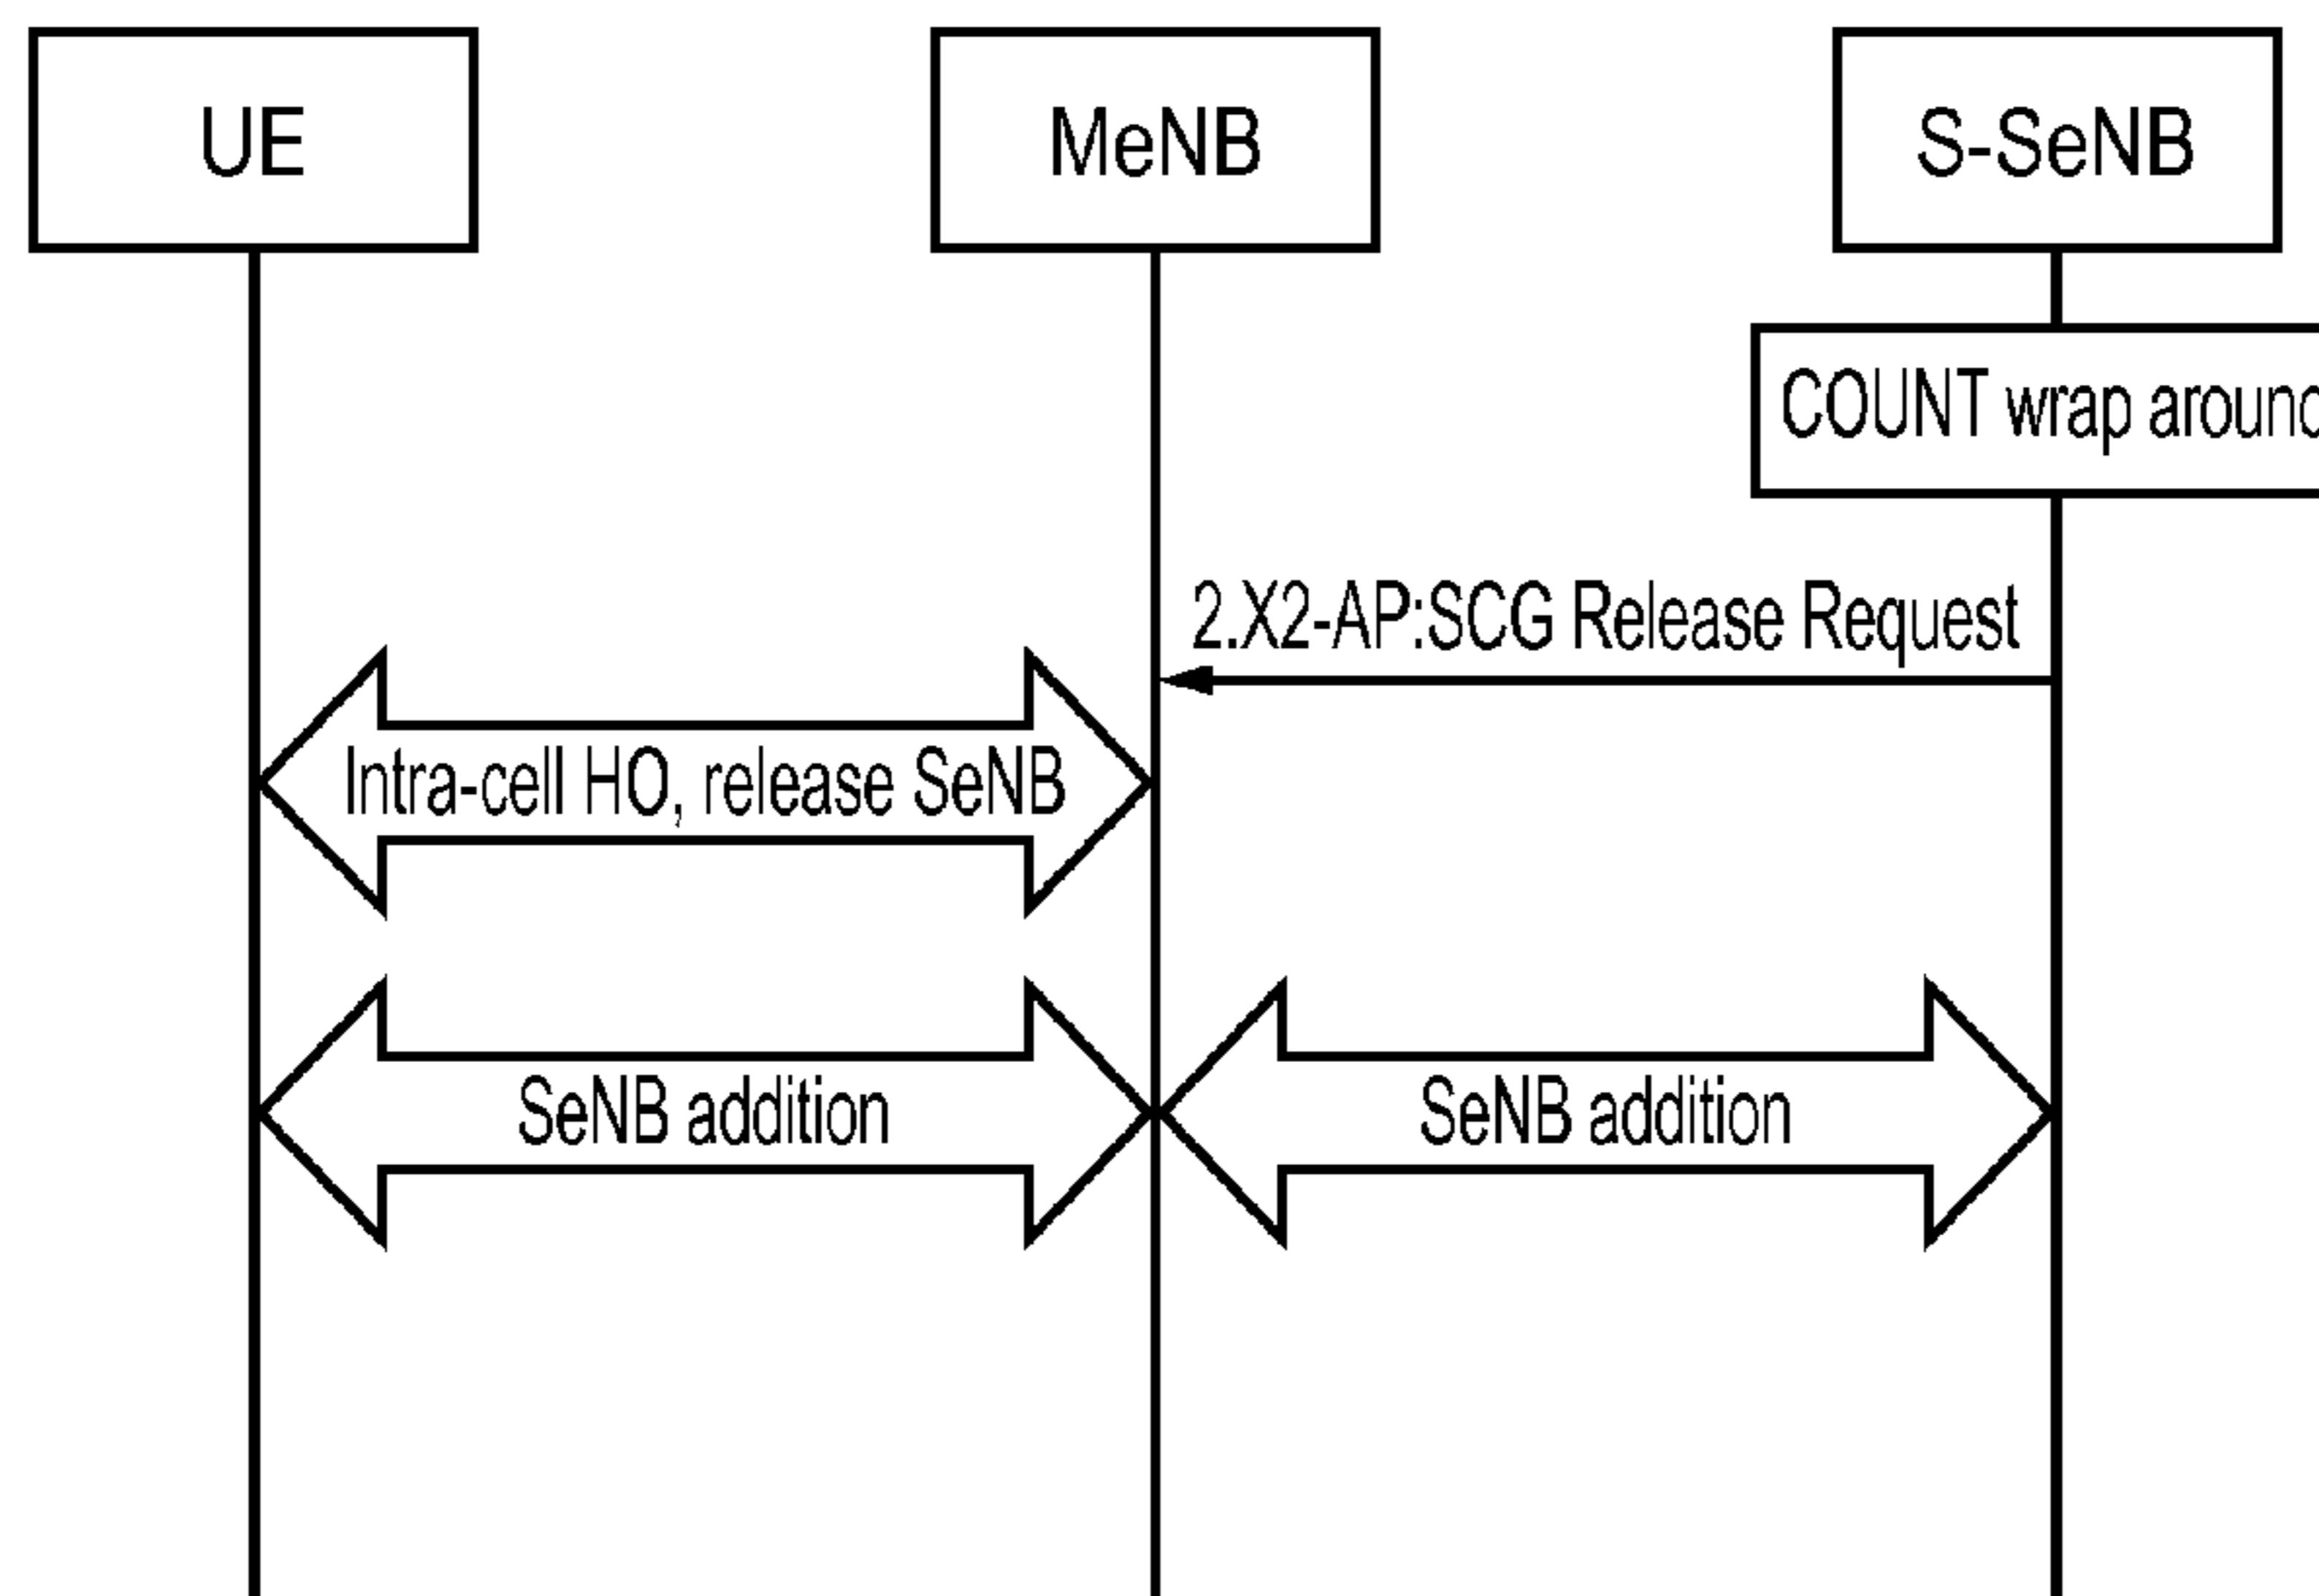 UE
MeNB
S-SeNB
COUNT wrap around
2.X2-AP:SCG Release Request
Intra-cell HO, release SeNB
SeNB addition
SeNB addition